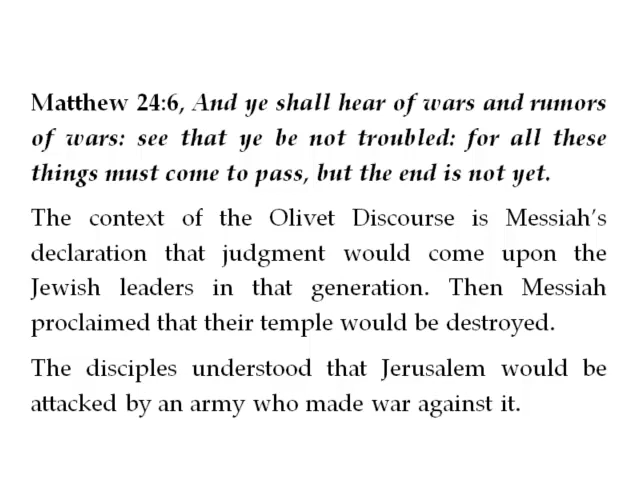 Matthew 24:6, And ye shall hear of wars and rumors
of wars: see that ye be not troubled: for all these
things must come to pass, but the end is not yet.
The context of the Olivet Discourse is Messiah’s
declaration that judgment would come upon the
Jewish leaders in that generation. Then Messiah
proclaimed that their temple would be destroyed.
The disciples understood that Jerusalem would be
attacked by an army who made war against it.